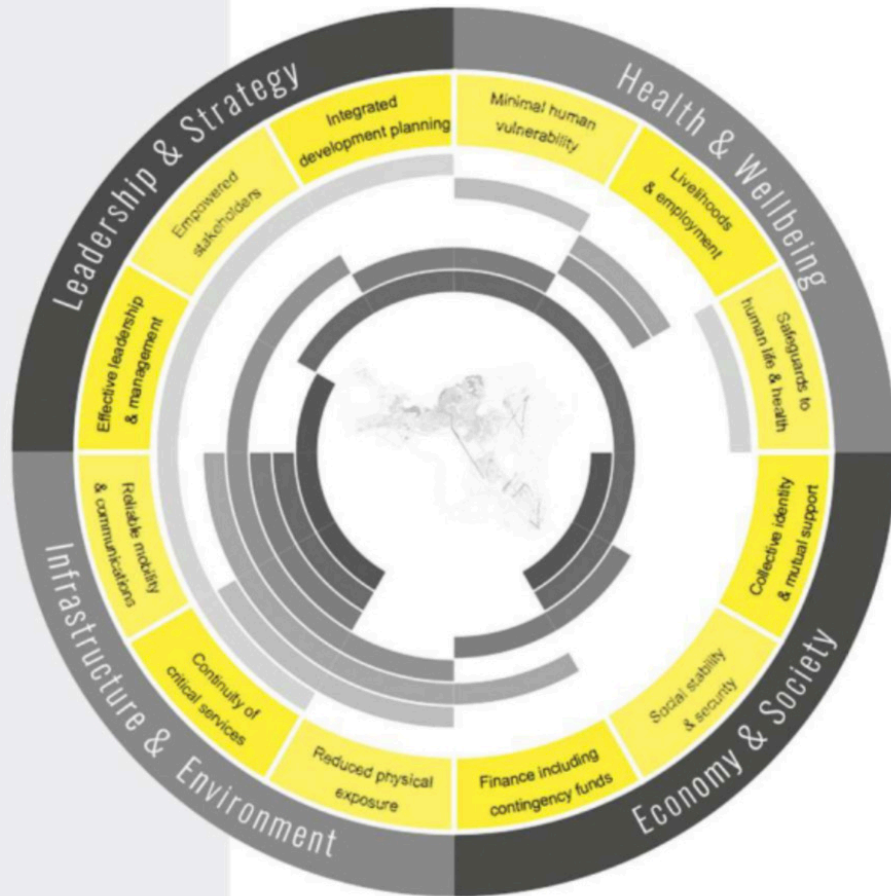 Leadership & Strategy
Health & Wellbeing
Economy & Society
Infrastructure & Environment
Minimal human
vulnerability
Livelihoods
& employment
Safeguards to
human life & health
Collective identity
& mutual support
Social stability
& security
Finance including
contingency funds
Reduced physical
exposure
Continuity of
critical services
Reliable mobility
& communications
Effective leadership
& management
Empowered
stakeholders
Integrated
development planning